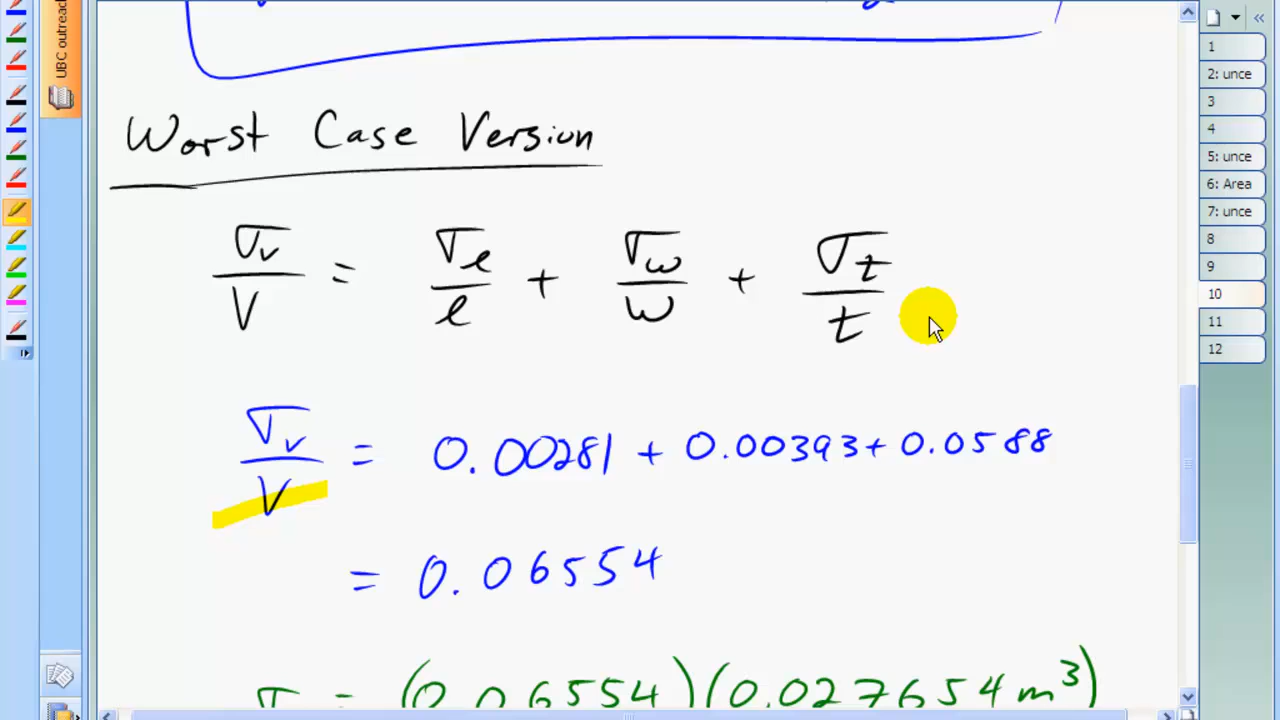 UBC outreach
Worst Case Version
σv/V = σℓ/ℓ + σw/w + σt/t
σv/V = 0.00281 + 0.00393 + 0.0588
= 0.06554
= (0.06554)(0.027654 m³)
1
2: unce
3
4
5: unce
6: Area
7: unce
8
9
10
11
12